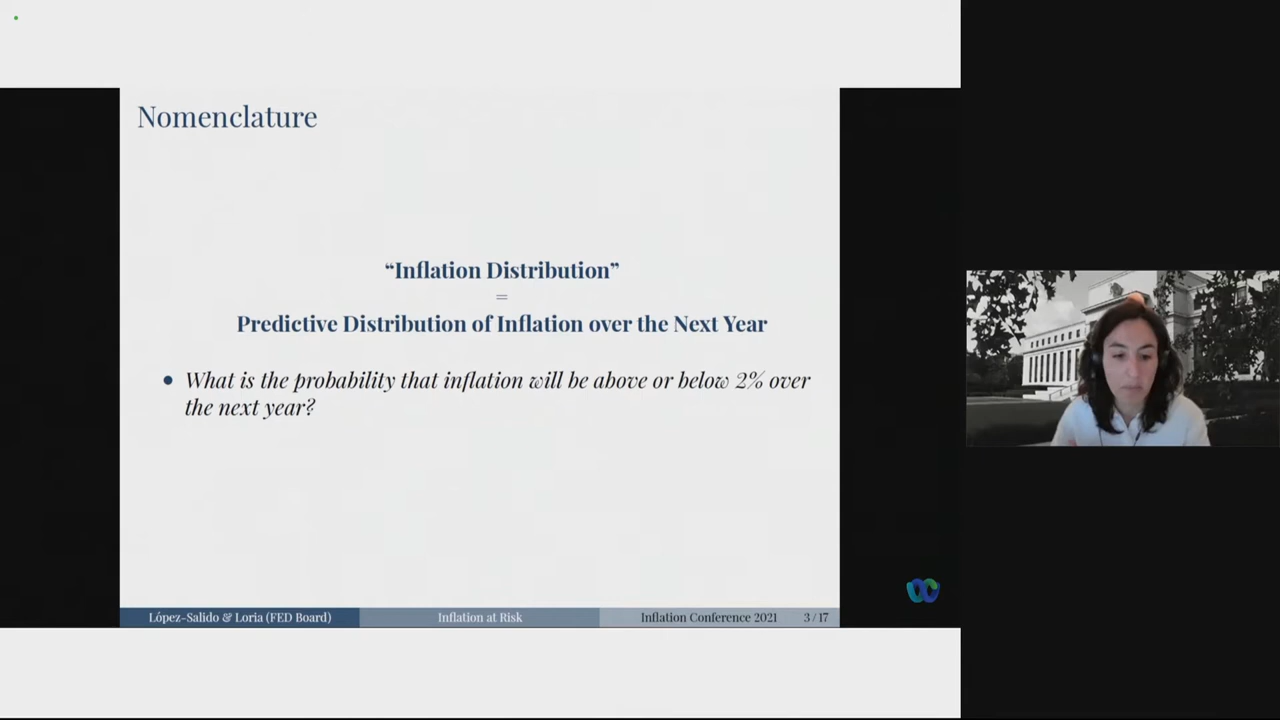 Nomenclature
“Inflation Distribution”
=
Predictive Distribution of Inflation over the Next Year
• What is the probability that inflation will be above or below 2% over
the next year?
López-Salido & Loria (FED Board) Inflation at Risk Inflation Conference 2021 3 / 17